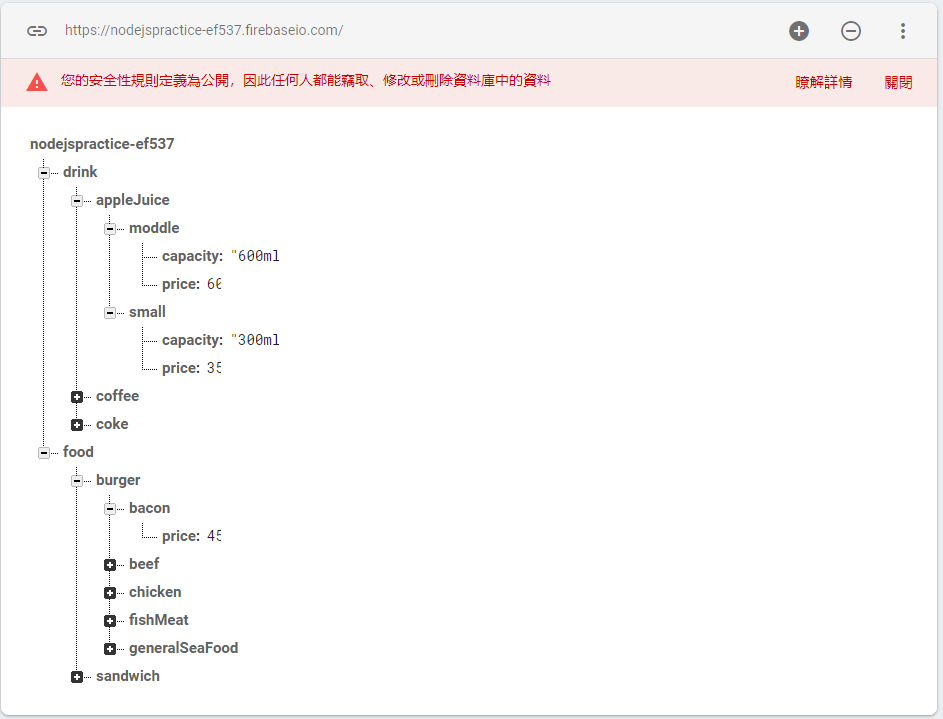 https://nodejspractice-ef537.firebaseio.com/
您的安全性規則定義為公開，因此任何人都能竊取、修改或刪除資料庫中的資料 瞭解詳情 關閉
nodejspractice-ef537
drink
appleJuice
moddle
capacity: "600ml
price: 60
small
capacity: "300ml
price: 35
coffee
coke
food
burger
bacon
price: 45
beef
chicken
fishMeat
generalSeaFood
sandwich